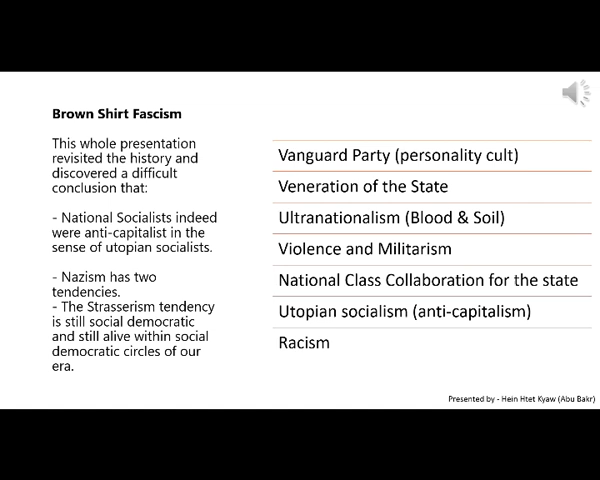 Brown Shirt Fascism
This whole presentation
revisited the history and
discovered a difficult
conclusion that:
- National Socialists indeed
were anti-capitalist in the
sense of utopian socialists.
- Nazism has two
tendencies.
- The Strasserism tendency
is still social democratic
and still alive within social
democratic circles of our
era.
Vanguard Party (personality cult)
Veneration of the State
Ultranationalism (Blood & Soil)
Violence and Militarism
National Class Collaboration for the state
Utopian socialism (anti-capitalism)
Racism
Presented by - Hein Htet Kyaw (Abu Bakr)